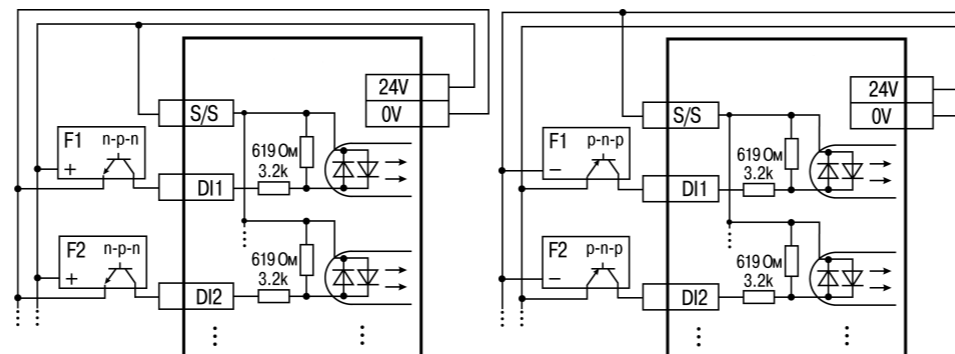 24V
0V
S/S
F1 n-p-n
+
619 Ом
3.2k
DI1
F2 n-p-n
+
619 Ом
3.2k
DI2
24V
0V
S/S
F1 p-n-p
−
619 Ом
3.2k
DI1
F2 p-n-p
−
619 Ом
3.2k
DI2